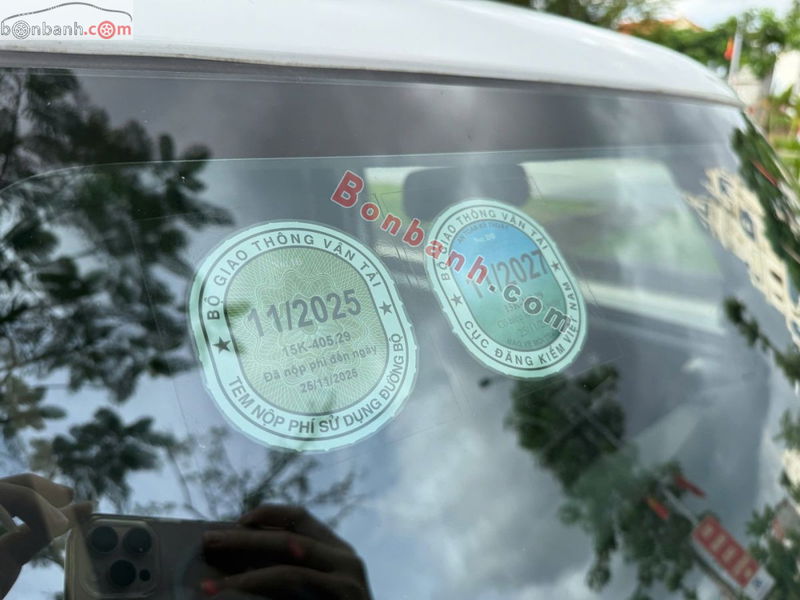 bonbanh.com
BỘ GIAO THÔNG VẬN TẢI
11/2025
15K-405.29
Đã nộp phí đến ngày
25/11/2025
TEM NỘP PHÍ SỬ DỤNG ĐƯỜNG BỘ
Bonbanh.com
BỘ GIAO THÔNG VẬN TẢI
11/2027
CỤC ĐĂNG KIỂM VIỆT NAM